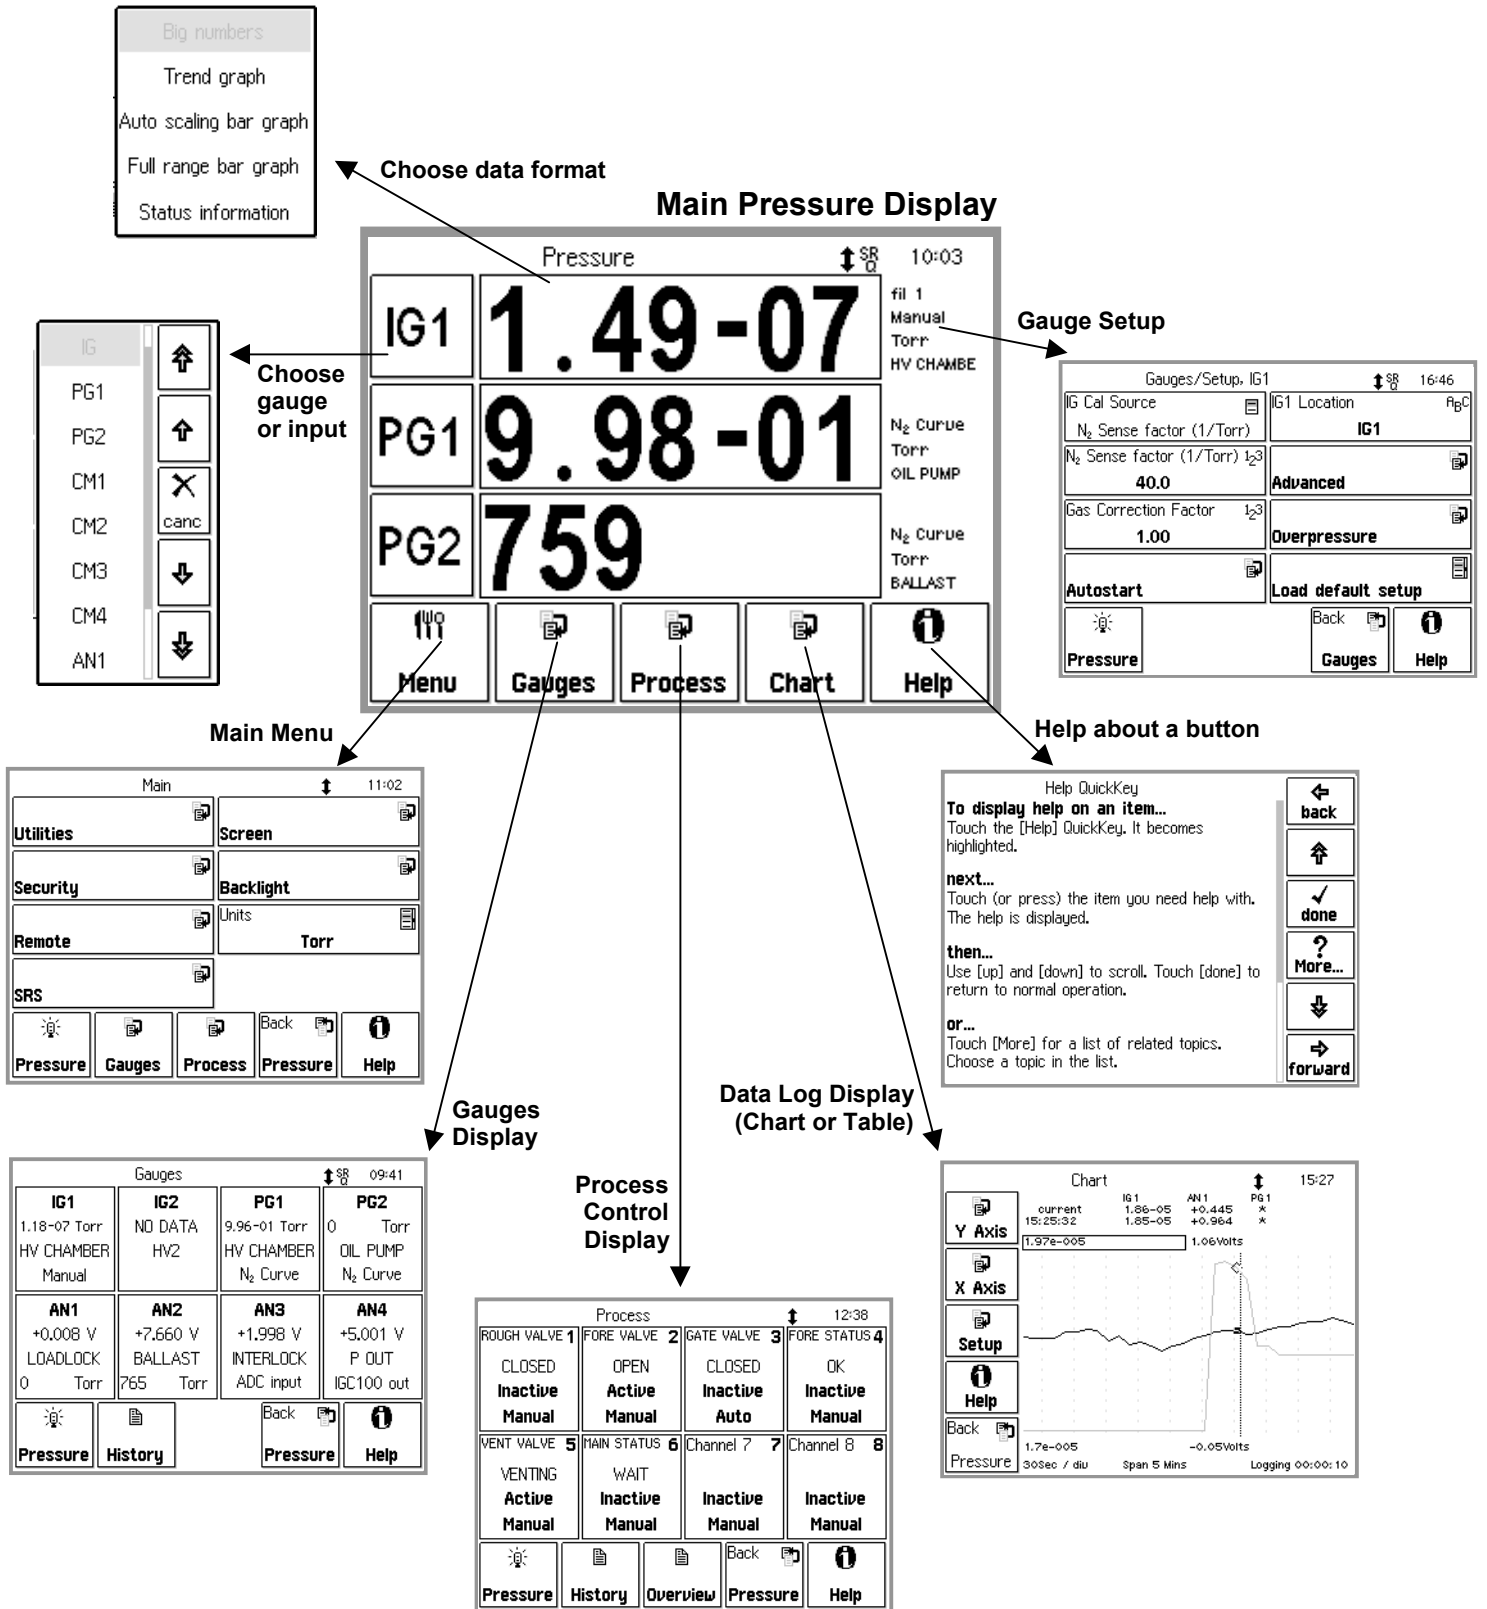 Big numbers
Trend graph
Auto scaling bar graph
Full range bar graph
Status information
Choose data format
Main Pressure Display
Pressure
SRQ
10:03
IG1
1.49-07
fil 1
Manual
Torr
HV CHAMBE
PG1
9.98-01
N₂ Curve
Torr
OIL PUMP
PG2
759
N₂ Curve
Torr
BALLAST
Menu
Gauges
Process
Chart
Help
IG
PG1
PG2
CM1
CM2
CM3
CM4
AN1
canc
Choose
gauge
or input
Gauge Setup
Gauges/Setup, IG1
SRQ
16:46
IG Cal Source
N₂ Sense factor (1/Torr)
IG1 Location
ABC
IG1
N₂ Sense factor (1/Torr)
123
40.0
Advanced
Gas Correction Factor
123
1.00
Overpressure
Autostart
Load default setup
Pressure
Back
Gauges
Help
Main Menu
Main
11:02
Utilities
Screen
Security
Backlight
Remote
Units
Torr
SRS
Pressure
Gauges
Process
Back
Pressure
Help
Help about a button
Help QuickKey
To display help on an item...
Touch the [Help] QuickKey. It becomes
highlighted.
next...
Touch (or press) the item you need help with.
The help is displayed.
then...
Use [up] and [down] to scroll. Touch [done] to
return to normal operation.
or...
Touch [More] for a list of related topics.
Choose a topic in the list.
back
done
?
More...
forward
Gauges
Display
Gauges
SRQ
09:41
IG1
1.18-07 Torr
HV CHAMBER
Manual
IG2
NO DATA
HV2
PG1
9.96-01 Torr
HV CHAMBER
N₂ Curve
PG2
0 Torr
OIL PUMP
N₂ Curve
AN1
+0.008 V
LOADLOCK
0 Torr
AN2
+7.660 V
BALLAST
765 Torr
AN3
+1.998 V
INTERLOCK
ADC input
AN4
+5.001 V
P OUT
IGC100 out
Pressure
History
Back
Pressure
Help
Process
Control
Display
Process
12:38
ROUGH VALVE 1
CLOSED
Inactive
Manual
FORE VALVE 2
OPEN
Active
Manual
GATE VALVE 3
CLOSED
Inactive
Auto
FORE STATUS 4
OK
Inactive
Manual
VENT VALVE 5
VENTING
Active
Manual
MAIN STATUS 6
WAIT
Inactive
Manual
Channel 7 7
Inactive
Manual
Channel 8 8
Inactive
Manual
Pressure
History
Overview
Back
Pressure
Help
Data Log Display
(Chart or Table)
Chart
15:27
IG1 AN1 PG1
current 1.86-05 +0.445 *
15:25:32 1.85-05 +0.964 *
1.97e-005
1.06Volts
Y Axis
X Axis
Setup
Help
Back
Pressure
1.7e-005
-0.05Volts
30Sec / div
Span 5 Mins
Logging 00:00:10